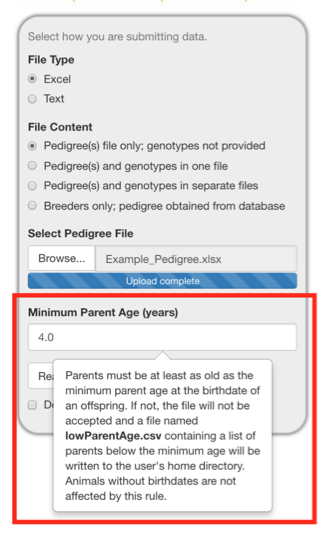 Select how you are submitting data.
File Type
Excel
Text
File Content
Pedigree(s) file only; genotypes not provided
Pedigree(s) and genotypes in one file
Pedigree(s) and genotypes in separate files
Breeders only; pedigree obtained from database
Select Pedigree File
Browse... Example_Pedigree.xlsx
Upload complete
Minimum Parent Age (years)
4.0
Parents must be at least as old as the
minimum parent age at the birthdate of
an offspring. If not, the file will not be
accepted and a file named
lowParentAge.csv containing a list of
parents below the minimum age will be
written to the user's home directory.
Animals without birthdates are not
affected by this rule.